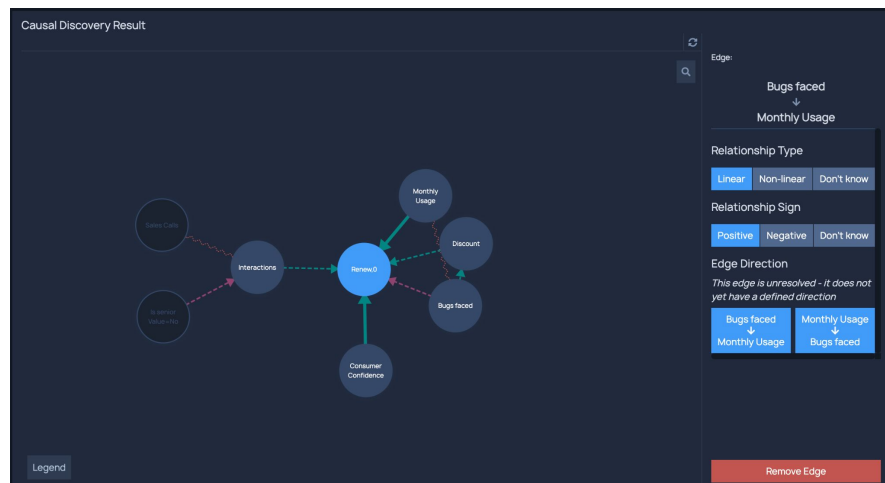 Causal Discovery Result
Edge:
Bugs faced
Monthly Usage
Relationship Type
Linear
Non-linear
Don't know
Relationship Sign
Positive
Negative
Don't know
Edge Direction
This edge is unresolved - it does not
yet have a defined direction
Bugs faced
Monthly Usage
Monthly Usage
Bugs faced
Remove Edge
Monthly
Usage
Discount
Sales Calls
Interactions
Renew,0
Bugs faced
Consumer
Confidence
Value=No
Legend